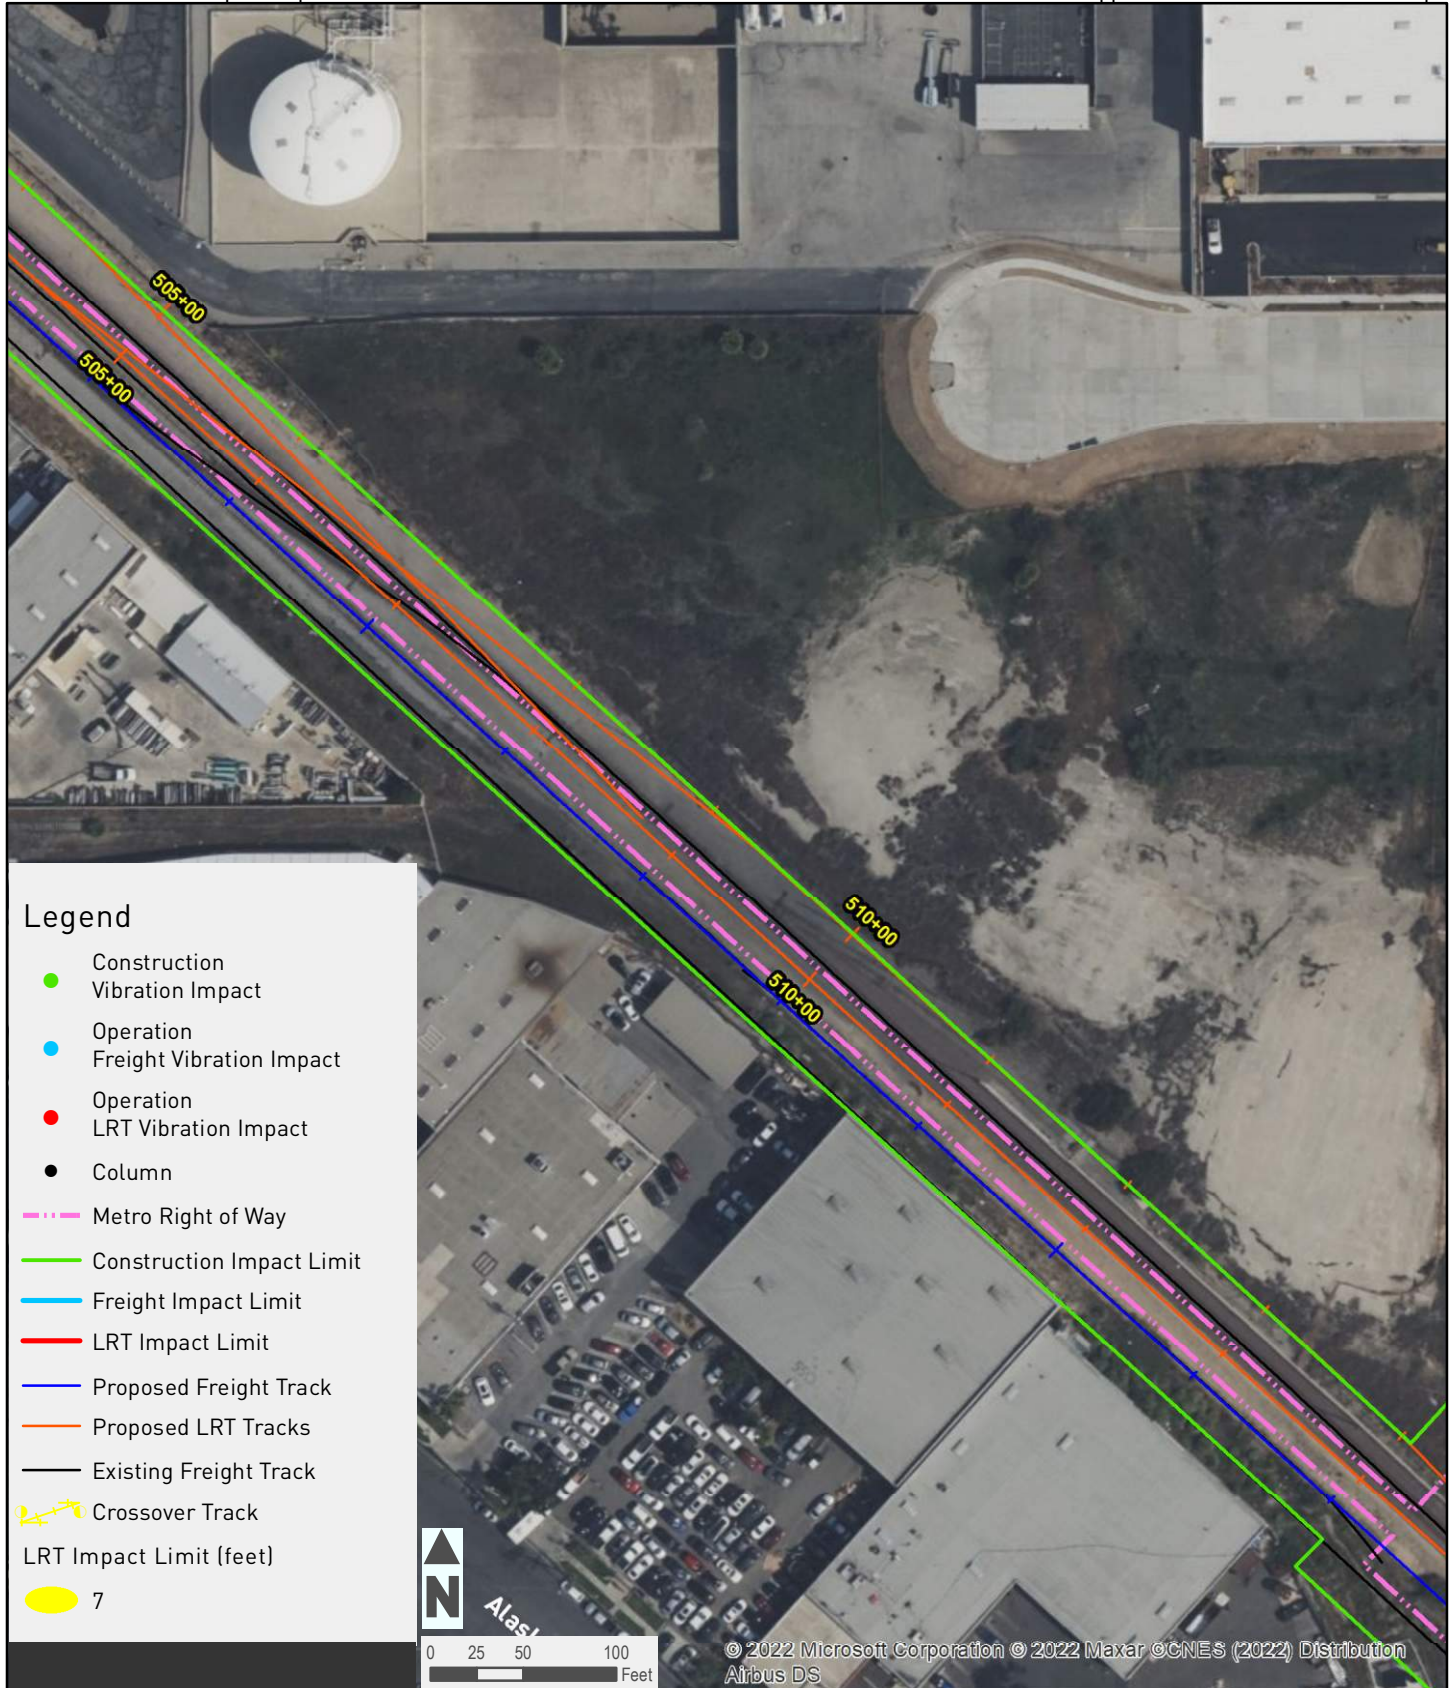 505+00
505+00
510+00
510+00
Legend
Construction
Vibration Impact
Operation
Freight Vibration Impact
Operation
LRT Vibration Impact
Column
Metro Right of Way
Construction Impact Limit
Freight Impact Limit
LRT Impact Limit
Proposed Freight Track
Proposed LRT Tracks
Existing Freight Track
Crossover Track
LRT Impact Limit (feet)
7
N
0 25 50 100
Feet
© 2022 Microsoft Corporation © 2022 Maxar ©CNES (2022) Distribution
Airbus DS